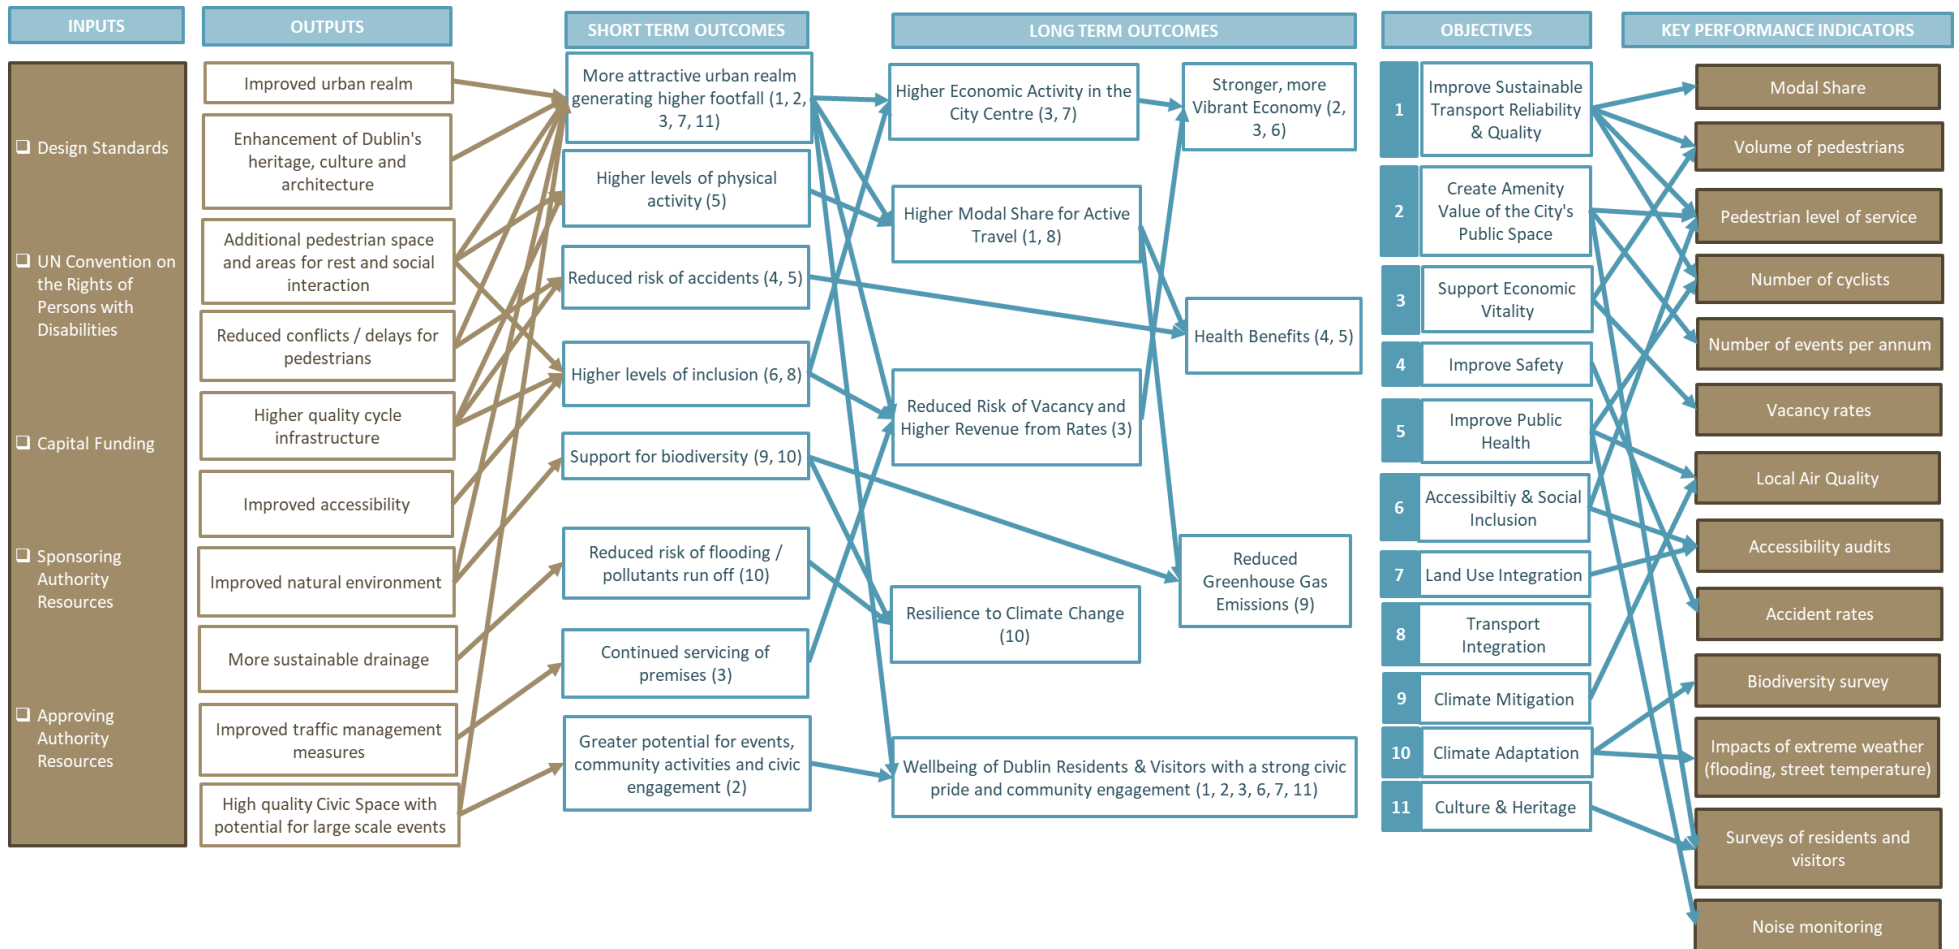 INPUTS
Design Standards
UN Convention on
the Rights of
Persons with
Disabilities
Capital Funding
Sponsoring
Authority
Resources
Approving
Authority
Resources
OUTPUTS
Improved urban realm
Enhancement of Dublin's
heritage, culture and
architecture
Additional pedestrian space
and areas for rest and social
interaction
Reduced conflicts / delays for
pedestrians
Higher quality cycle
infrastructure
Improved accessibility
Improved natural environment
More sustainable drainage
Improved traffic management
measures
High quality Civic Space with
potential for large scale events
SHORT TERM OUTCOMES
More attractive urban realm
generating higher footfall (1, 2,
3, 7, 11)
Higher levels of physical
activity (5)
Reduced risk of accidents (4, 5)
Higher levels of inclusion (6, 8)
Support for biodiversity (9, 10)
Reduced risk of flooding /
pollutants run off (10)
Continued servicing of
premises (3)
Greater potential for events,
community activities and civic
engagement (2)
LONG TERM OUTCOMES
Higher Economic Activity in the
City Centre (3, 7)
Higher Modal Share for Active
Travel (1, 8)
Reduced Risk of Vacancy and
Higher Revenue from Rates (3)
Resilience to Climate Change
(10)
Wellbeing of Dublin Residents & Visitors with a strong civic
pride and community engagement (1, 2, 3, 6, 7, 11)
Stronger, more
Vibrant Economy (2,
3, 6)
Health Benefits (4, 5)
Reduced
Greenhouse Gas
Emissions (9)
OBJECTIVES
1
Improve Sustainable
Transport Reliability
& Quality
2
Create Amenity
Value of the City's
Public Space
3
Support Economic
Vitality
4
Improve Safety
5
Improve Public
Health
6
Accessibiltiy & Social
Inclusion
7
Land Use Integration
8
Transport
Integration
9
Climate Mitigation
10
Climate Adaptation
11
Culture & Heritage
KEY PERFORMANCE INDICATORS
Modal Share
Volume of pedestrians
Pedestrian level of service
Number of cyclists
Number of events per annum
Vacancy rates
Local Air Quality
Accessibility audits
Accident rates
Biodiversity survey
Impacts of extreme weather
(flooding, street temperature)
Surveys of residents and
visitors
Noise monitoring